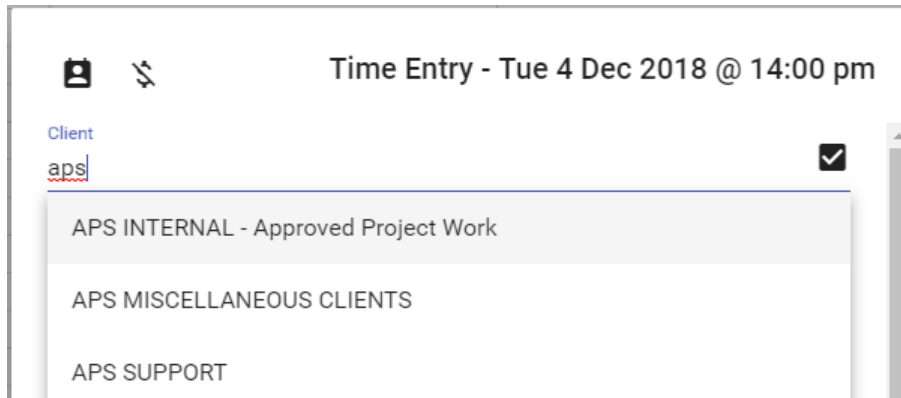 Time Entry - Tue 4 Dec 2018 @ 14:00 pm
Client
aps
APS INTERNAL - Approved Project Work
APS MISCELLANEOUS CLIENTS
APS SUPPORT